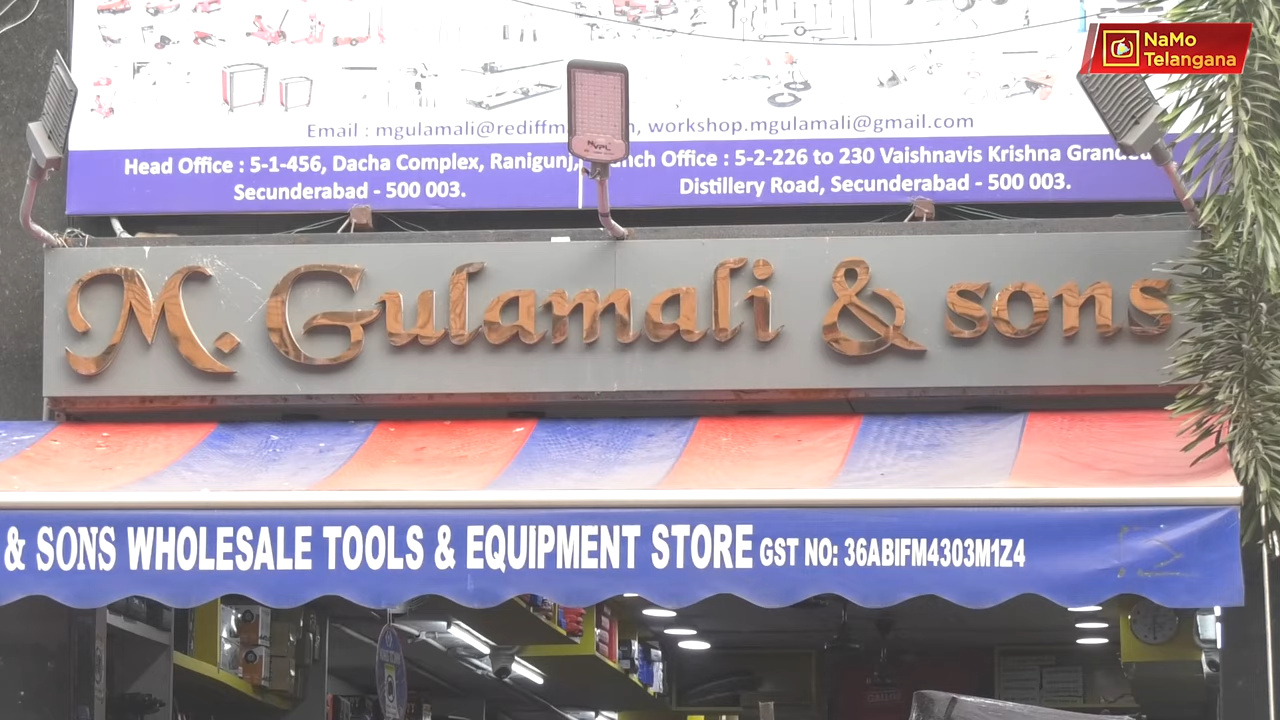 NaMo
Telangana
Email : mgulamali@rediffm , workshop.mgulamali@gmail.com
Head Office : 5-1-456, Dacha Complex, Ranigunj,
Secunderabad - 500 003.
Office : 5-2-226 to 230 Vaishnavis Krishna
Distillery Road, Secunderabad - 500 003.
M. Gulamali & sons
& SONS WHOLESALE TOOLS & EQUIPMENT STORE GST NO: 36ABIFM4303M1Z4